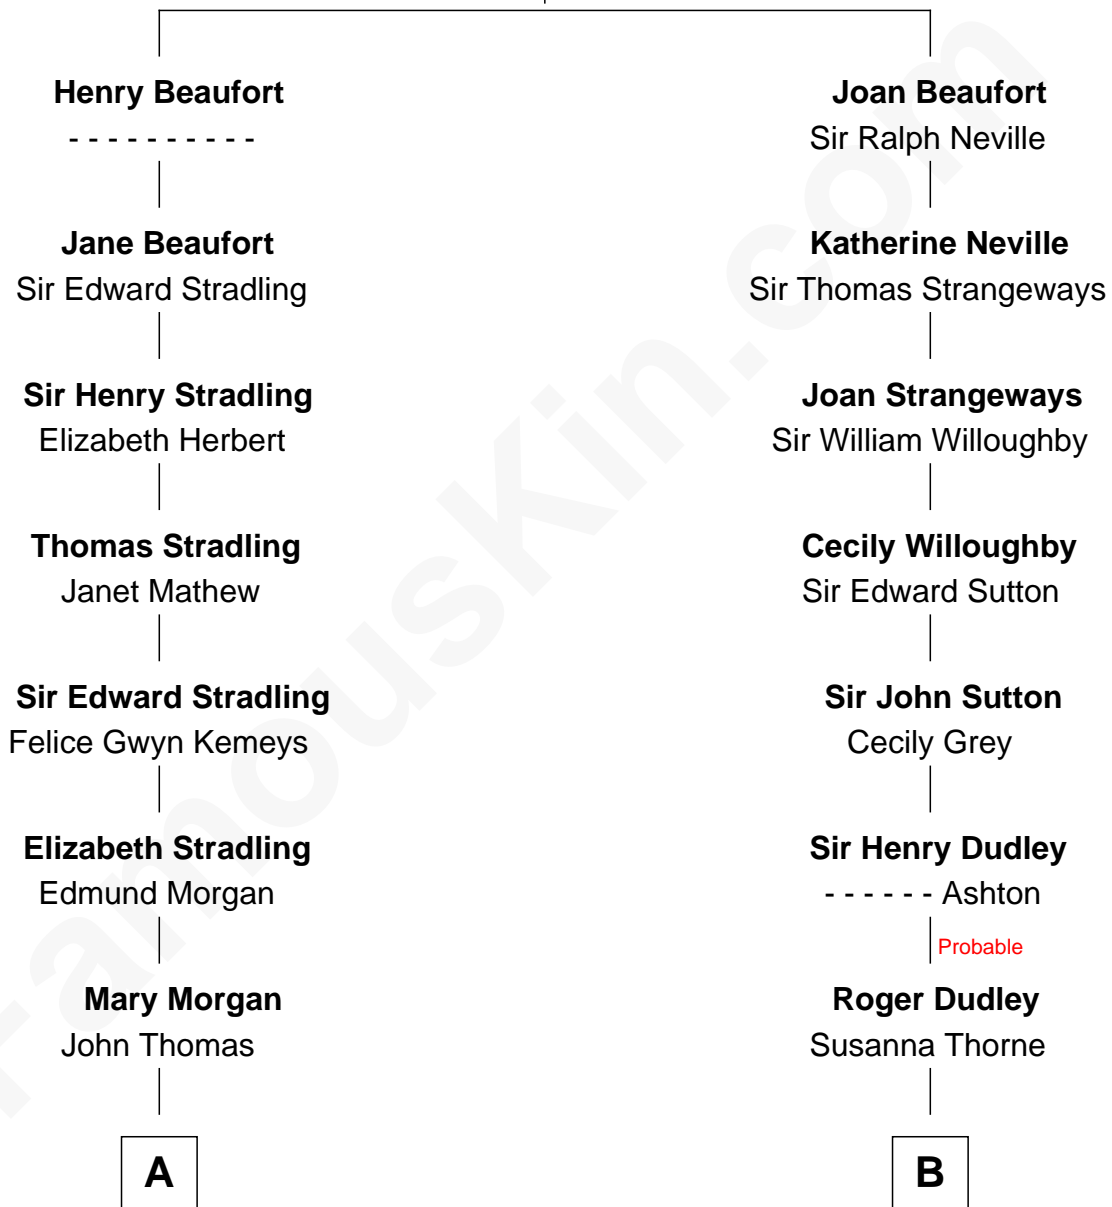 Henry Beaufort
- - - - - - - - - -
Jane Beaufort
Sir Edward Stradling
Sir Henry Stradling
Elizabeth Herbert
Thomas Stradling
Janet Mathew
Sir Edward Stradling
Felice Gwyn Kemeys
Elizabeth Stradling
Edmund Morgan
Mary Morgan
John Thomas
A
Joan Beaufort
Sir Ralph Neville
Katherine Neville
Sir Thomas Strangeways
Joan Strangeways
Sir William Willoughby
Cecily Willoughby
Sir Edward Sutton
Sir John Sutton
Cecily Grey
Sir Henry Dudley
- - - - - - Ashton
Probable
Roger Dudley
Susanna Thorne
B
FamousKin.com